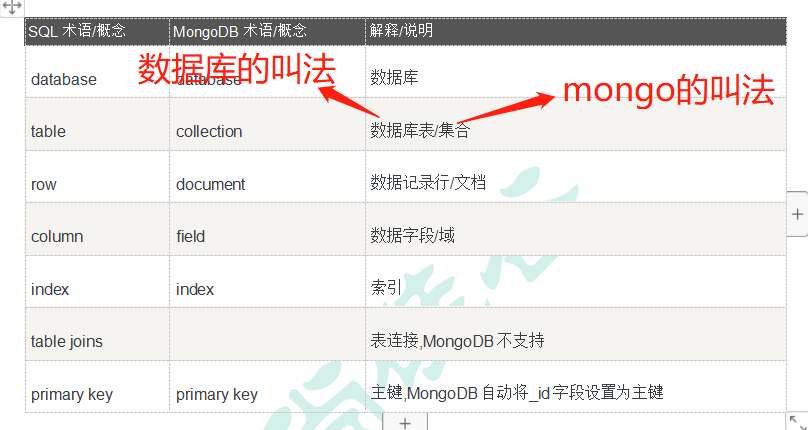 SQL 术语/概念 MongoDB 术语/概念 解释/说明
数据库的叫法
database database 数据库
mongo的叫法
table collection 数据库表/集合
row document 数据记录行/文档
column field 数据字段/域
index index 索引
table joins 表连接,MongoDB 不支持
primary key primary key 主键,MongoDB 自动将_id 字段设置为主键